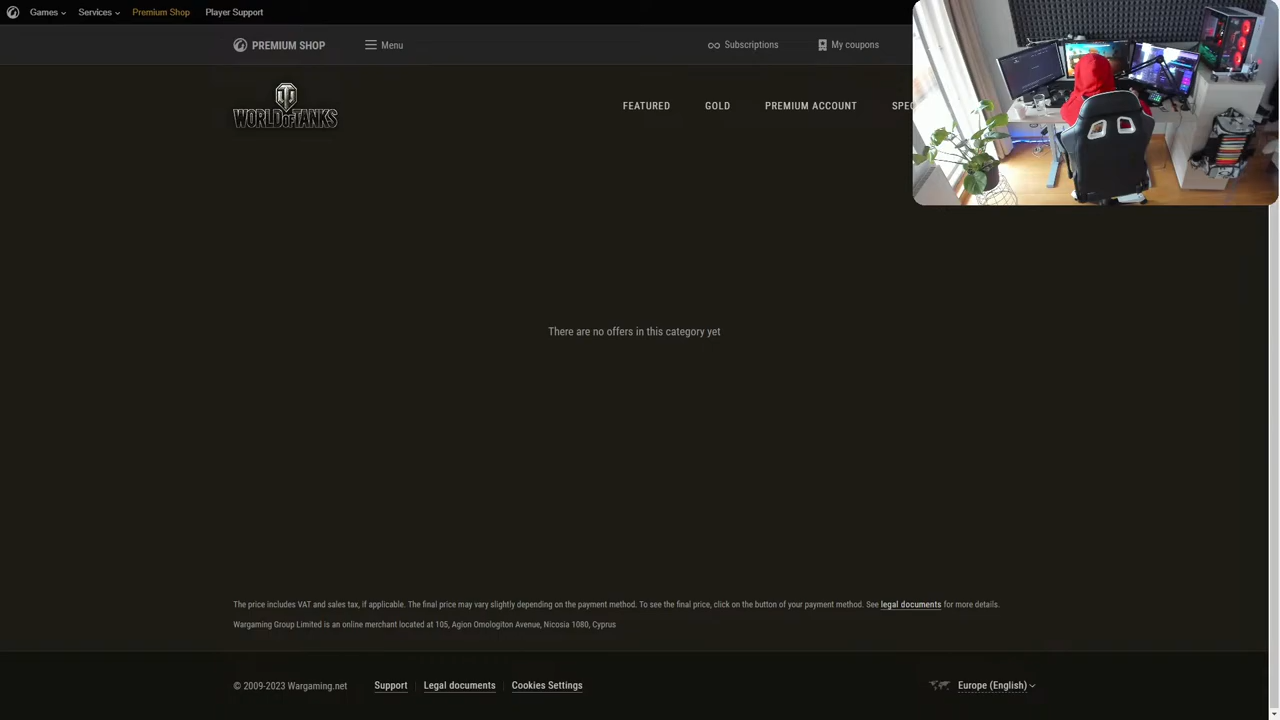 Games
Services
Premium Shop
Player Support
PREMIUM SHOP
Menu
Subscriptions
My coupons
WORLD OF TANKS
FEATURED
GOLD
PREMIUM ACCOUNT
There are no offers in this category yet
The price includes VAT and sales tax, if applicable. The final price may vary slightly depending on the payment method. To see the final price, click on the button of your payment method. See legal documents for more details.
Wargaming Group Limited is an online merchant located at 105, Agion Omologiton Avenue, Nicosia 1080, Cyprus
© 2009-2023 Wargaming.net
Support
Legal documents
Cookies Settings
Europe (English)